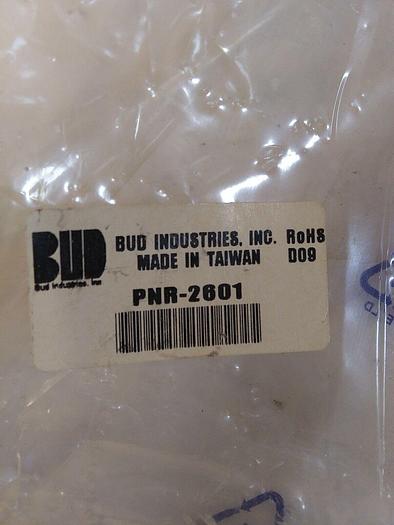 BUD
Bud Industries, Inc
BUD INDUSTRIES, INC. RoHS
MADE IN TAIWAN D09
PNR-2601